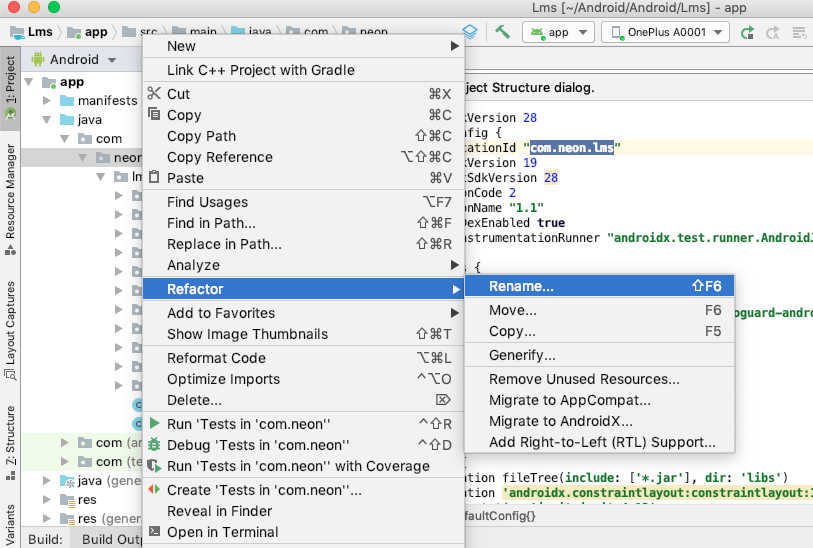 Lms [~/Android/Android/Lms] - app
Lms app src main java com neon
app OnePlus A0001
1: Project
Resource Manager
Layout Captures
Z: Structure
Variants
Android
app
manifests
java
com
neon
lm
com (an
com (te
java (gene
res
res (genera
Build: Build Outp
New
Link C++ Project with Gradle
Cut ⌘X
Copy ⌘C
Copy Path ⇧⌘C
Copy Reference ⌥⇧⌘C
Paste ⌘V
Find Usages ⌥F7
Find in Path... ⇧⌘F
Replace in Path... ⇧⌘R
Analyze
Refactor
Add to Favorites
Show Image Thumbnails ⇧⌘T
Reformat Code ⌥⌘L
Optimize Imports ^⌥O
Delete... ⌦
Run 'Tests in 'com.neon'' ^⇧R
Debug 'Tests in 'com.neon'' ^⇧D
Run 'Tests in 'com.neon'' with Coverage
Create 'Tests in 'com.neon''...
Reveal in Finder
Open in Terminal
Rename... ⇧F6
Move... F6
Copy... F5
Generify...
Remove Unused Resources...
Migrate to AppCompat...
Migrate to AndroidX...
Add Right-to-Left (RTL) Support...
ject Structure dialog.
kVersion 28
nfig {
cationId "com.neon.lms"
kVersion 19
tSdkVersion 28
onCode 2
onName "1.1"
DexEnabled true
nstrumentationRunner "androidx.test.runner.AndroidJ
s {
oguard-andr
tion fileTree(include: ['*.jar'], dir: 'libs')
ation 'androidx.constraintlayout:constraintlayout:1
faultConfig{}